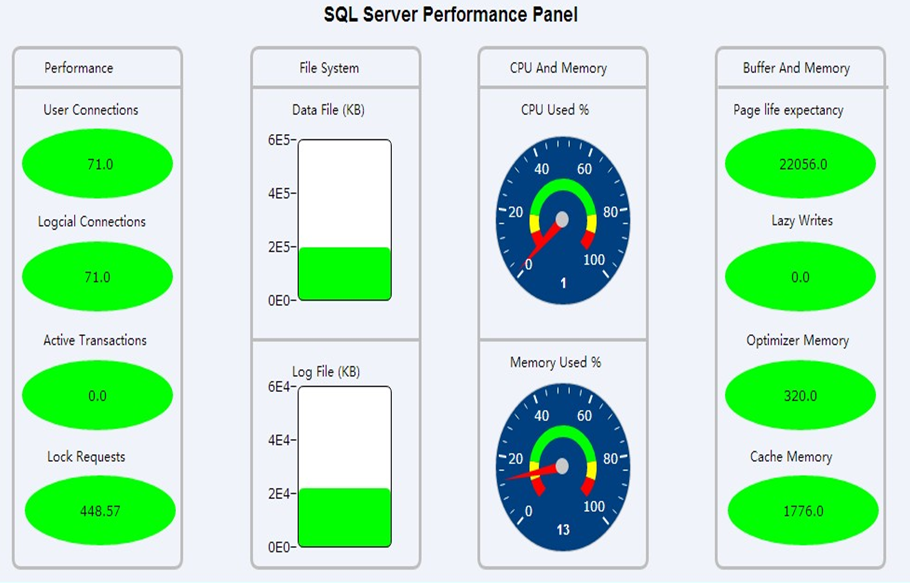 SQL Server Performance Panel
Performance
User Connections
71.0
Logcial Connections
71.0
Active Transactions
0.0
Lock Requests
448.57
File System
Data File (KB)
6E5
4E5
2E5
0E0
Log File (KB)
6E4
4E4
2E4
0E0
CPU And Memory
CPU Used %
40 60
20 80
0 100
1
Memory Used %
40 60
20 80
0 100
13
Buffer And Memory
Page life expectancy
22056.0
Lazy Writes
0.0
Optimizer Memory
320.0
Cache Memory
1776.0